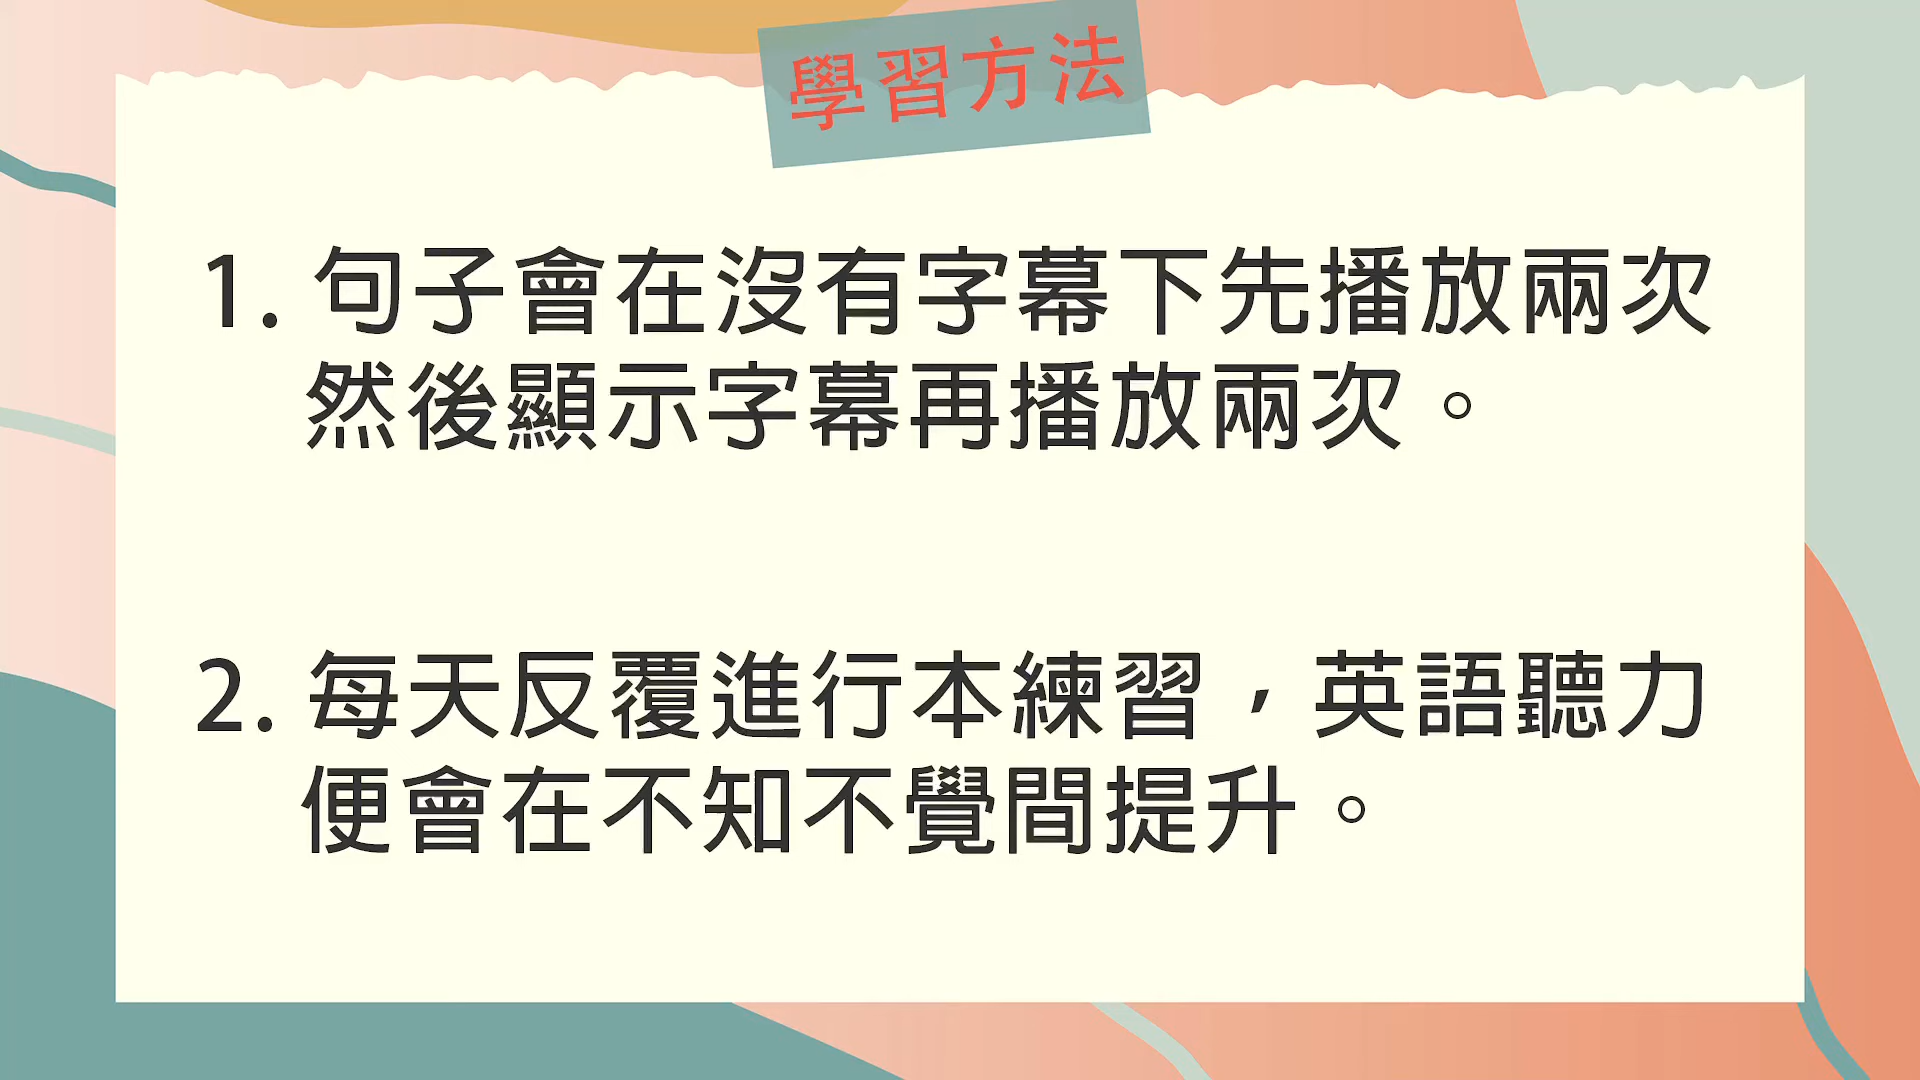 學習方法
1. 句子會在沒有字幕下先播放兩次
然後顯示字幕再播放兩次。
2. 每天反覆進行本練習，英語聽力
便會在不知不覺間提升。